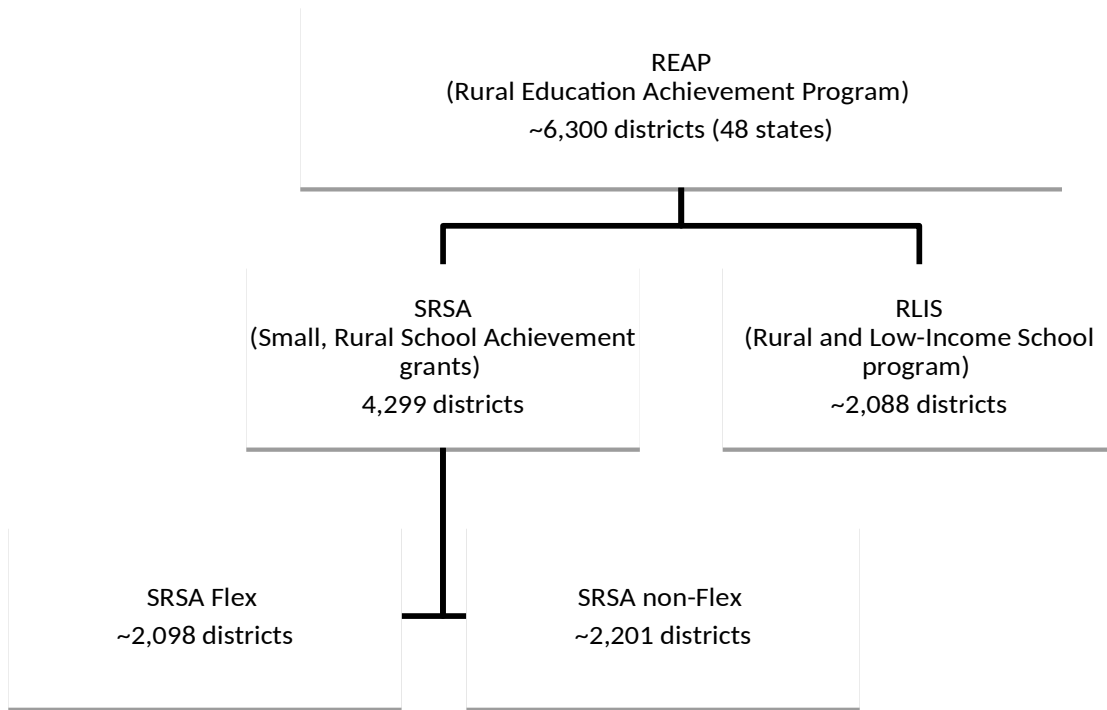 REAP
(Rural Education Achievement Program)
~6,300 districts (48 states)
SRSA
(Small, Rural School Achievement
grants)
4,299 districts
RLIS
(Rural and Low-Income School
program)
~2,088 districts
SRSA Flex
~2,098 districts
SRSA non-Flex
~2,201 districts